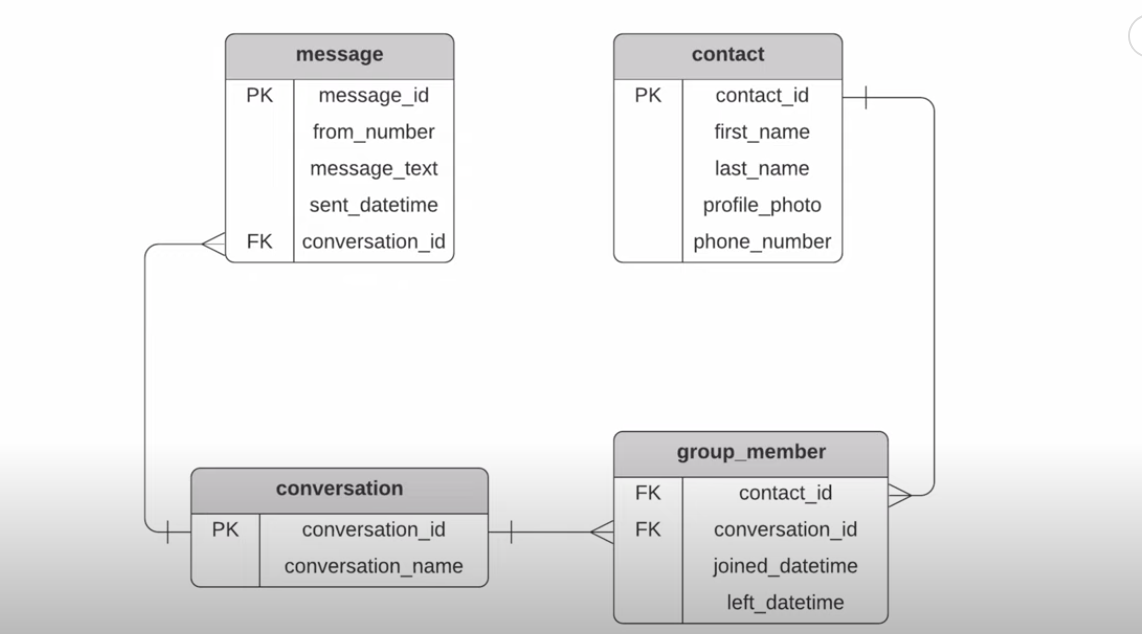 message
PK message_id
from_number
message_text
sent_datetime
FK conversation_id
contact
PK contact_id
first_name
last_name
profile_photo
phone_number
conversation
PK conversation_id
conversation_name
group_member
FK contact_id
FK conversation_id
joined_datetime
left_datetime